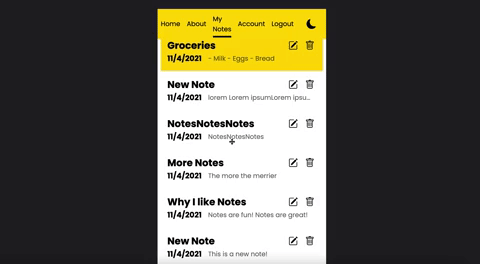 Home About My Notes Account Logout
Groceries
11/4/2021 - Milk - Eggs - Bread
New Note
11/4/2021 lorem Lorem ipsumLorem ipsu...
NotesNotesNotes
11/4/2021 NotesNotesNotes
More Notes
11/4/2021 The more the merrier
Why I like Notes
11/4/2021 Notes are fun! Notes are great!
New Note
11/4/2021 This is a new note!